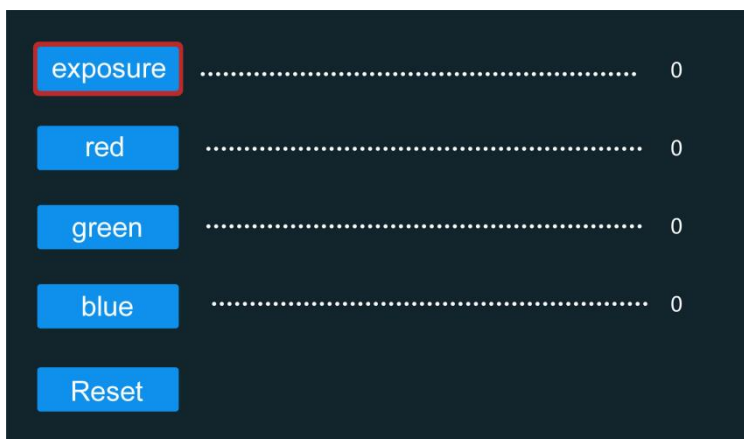 exposure ........................................................ 0
red ........................................................ 0
green ........................................................ 0
blue ........................................................ 0
Reset